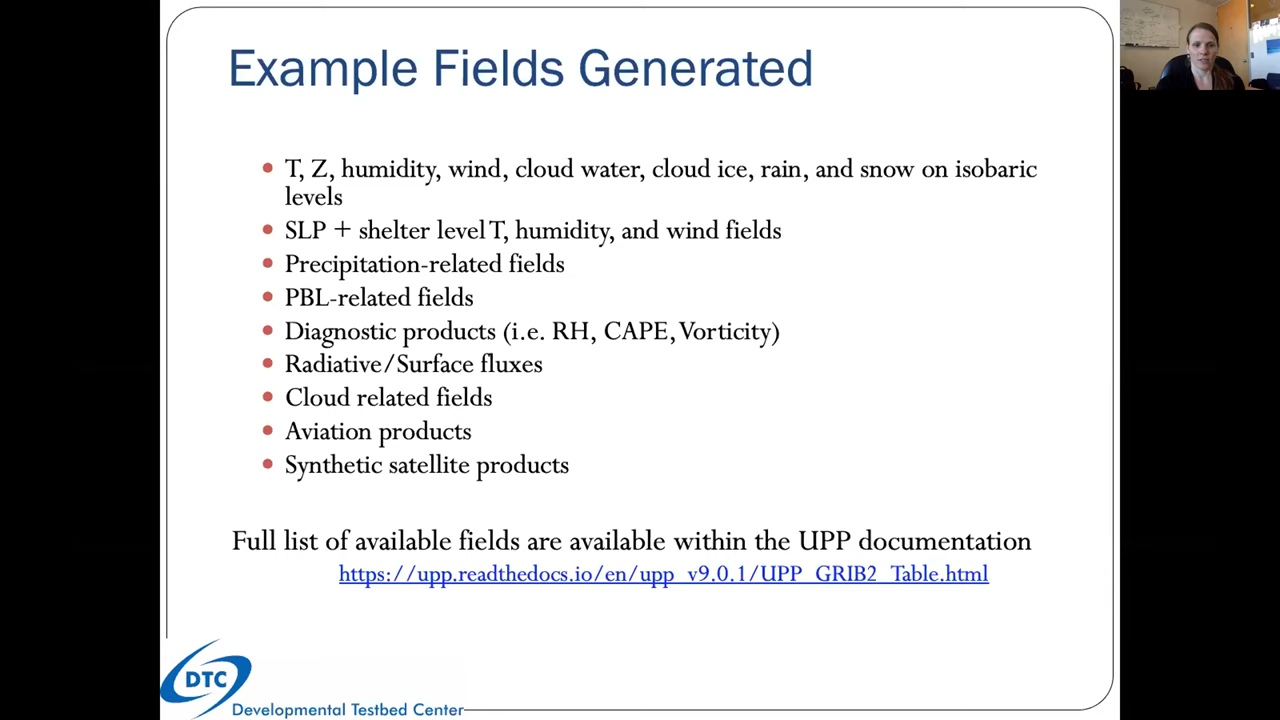 Example Fields Generated
• T, Z, humidity, wind, cloud water, cloud ice, rain, and snow on isobaric
levels
• SLP + shelter level T, humidity, and wind fields
• Precipitation-related fields
• PBL-related fields
• Diagnostic products (i.e. RH, CAPE, Vorticity)
• Radiative/Surface fluxes
• Cloud related fields
• Aviation products
• Synthetic satellite products
Full list of available fields are available within the UPP documentation
https://upp.readthedocs.io/en/upp_v9.0.1/UPP_GRIB2_Table.html
DTC
Developmental Testbed Center